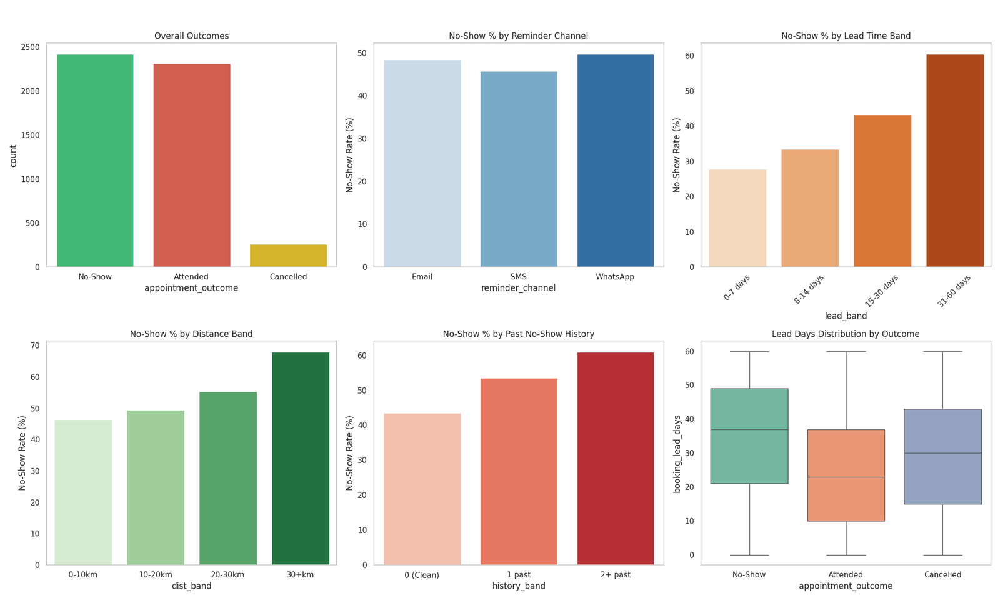 Overall Outcomes
2500
2000
1500
1000
500
0
count
No-Show Attended Cancelled
appointment_outcome
No-Show % by Reminder Channel
50
40
30
20
10
0
No-Show Rate (%)
Email SMS WhatsApp
reminder_channel
No-Show % by Lead Time Band
60
50
40
30
20
10
0
No-Show Rate (%)
0-7 days 8-14 days 15-30 days 31-60 days
lead_band
No-Show % by Distance Band
70
60
50
40
30
20
10
0
No-Show Rate (%)
0-10km 10-20km 20-30km 30+km
dist_band
No-Show % by Past No-Show History
60
50
40
30
20
10
0
No-Show Rate (%)
0 (Clean) 1 past 2+ past
history_band
Lead Days Distribution by Outcome
60
50
40
30
20
10
0
booking_lead_days
No-Show Attended Cancelled
appointment_outcome